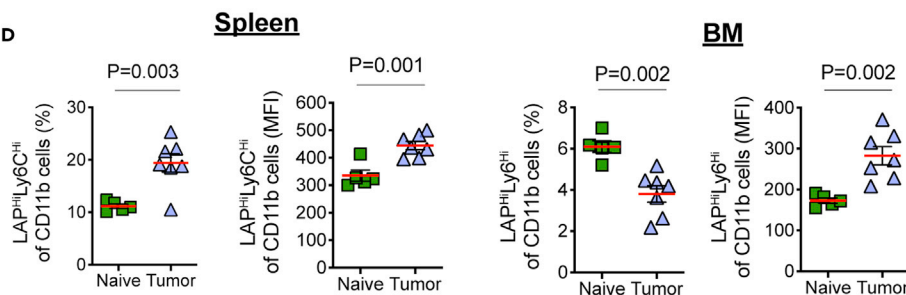 D
Spleen
P=0.003
LAPHiLy6CHi
of CD11b cells (%)
30
20
10
0
Naive Tumor
P=0.001
LAPHiLy6CHi
of CD11b cells (MFI)
600
500
400
300
200
100
0
Naive Tumor
BM
P=0.002
LAPHiLy6Hi
of CD11b cells (%)
8
6
4
2
0
Naive Tumor
P=0.002
LAPHiLy6Hi
of CD11b cells (MFI)
400
300
200
100
0
Naive Tumor